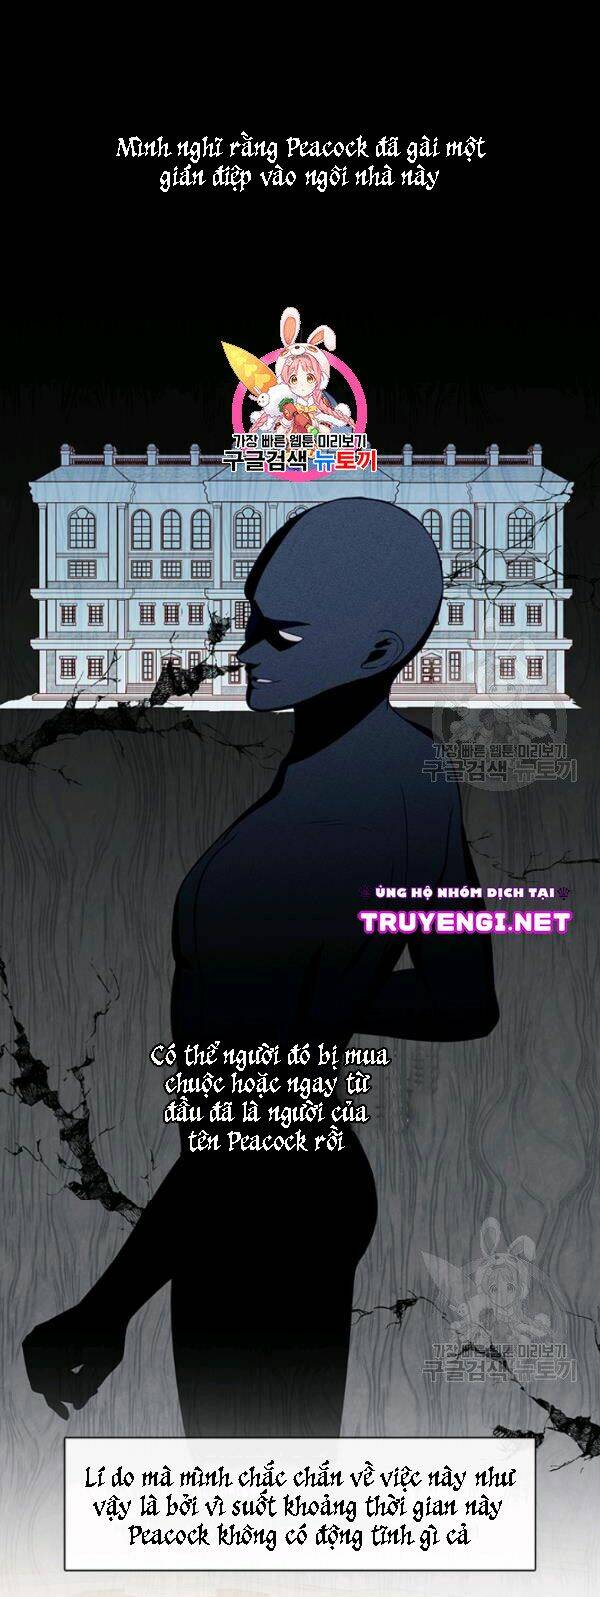 Mình nghĩ rằng Peacock đã gài một
gián điệp vào ngôi nhà này
가장 빠른 웹툰 미리보기
구글검색 뉴토끼
가장 빠른 웹툰 미리보기
구글검색 뉴토끼
ỦNG HỘ NHÓM DỊCH TẠI
TRUYENGI.NET
Có thể người đó bị mua
chuộc hoặc ngay từ
đầu đã là người của
tên Peacock rồi
가장 빠른 웹툰 미리보기
구글검색 뉴토끼
Lí do mà mình chắc chắn về việc này như
vậy là bởi vì suốt khoảng thời gian này
Peacock không có động tĩnh gì cả